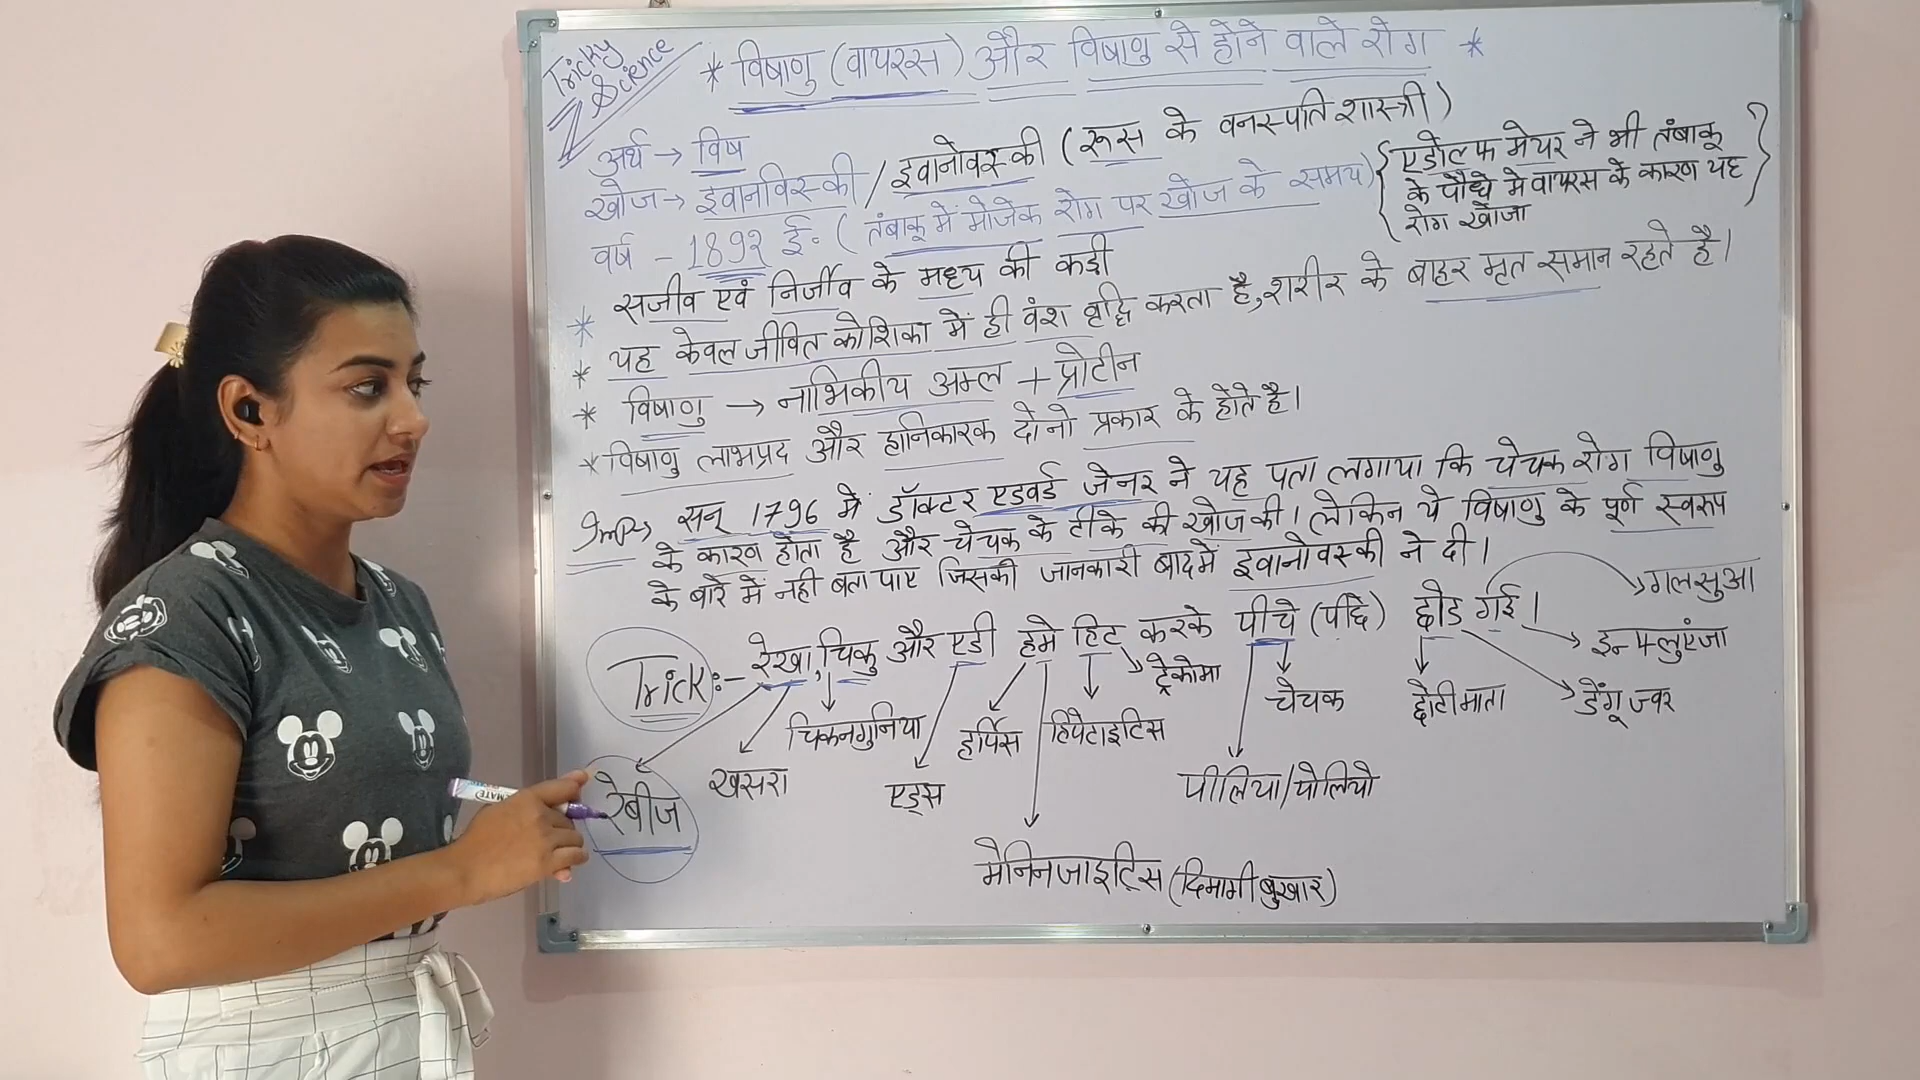 Tricky Science
* विषाणु (वायरस) और विषाणु से होने वाले रोग *
अर्थ → विष
खोज → इवानविस्की / इवानोवस्की (रूस के वनस्पति शास्त्री)
वर्ष - 1892 ई. (तंबाकू में मोजेक रोग पर खोज के समय)
{एडोल्फ मेयर ने भी तंबाकू
के पौधे मे वायरस के कारण यह
रोग खोजा}
* सजीव एवं निर्जीव के मध्य की कड़ी
* यह केवल जीवित कोशिका में ही वंश वृद्धि करता है, शरीर के बाहर मृत समान रहते है।
* विषाणु → नाभिकीय अम्ल + प्रोटीन
* विषाणु लाभप्रद और हानिकारक दोनो प्रकार के होते है।
Imp → सन् 1796 में डॉक्टर एडवर्ड जेनर ने यह पता लगाया कि चेचक रोग विषाणु
के कारण होता है और चेचक के टीके की खोज की। लेकिन ये विषाणु के पूर्ण स्वरूप
के बारे में नही बता पाए जिसकी जानकारी बाद में इवानोवस्की ने दी।
Trick:- रेखा, चिकु और एडी हमे हिट करके पीचे (पीछे) छोड गई।
गलसुआ
इन्फ्लुएंजा
ट्रेकोमा
चेचक
छोटी माता
डेंगू ज्वर
चिकनगुनिया
हर्पिस
हिपेटाइटिस
रेबीज
खसरा
एड्स
पीलिया/पोलियो
मेनिनजाइटिस (दिमागी बुखार)